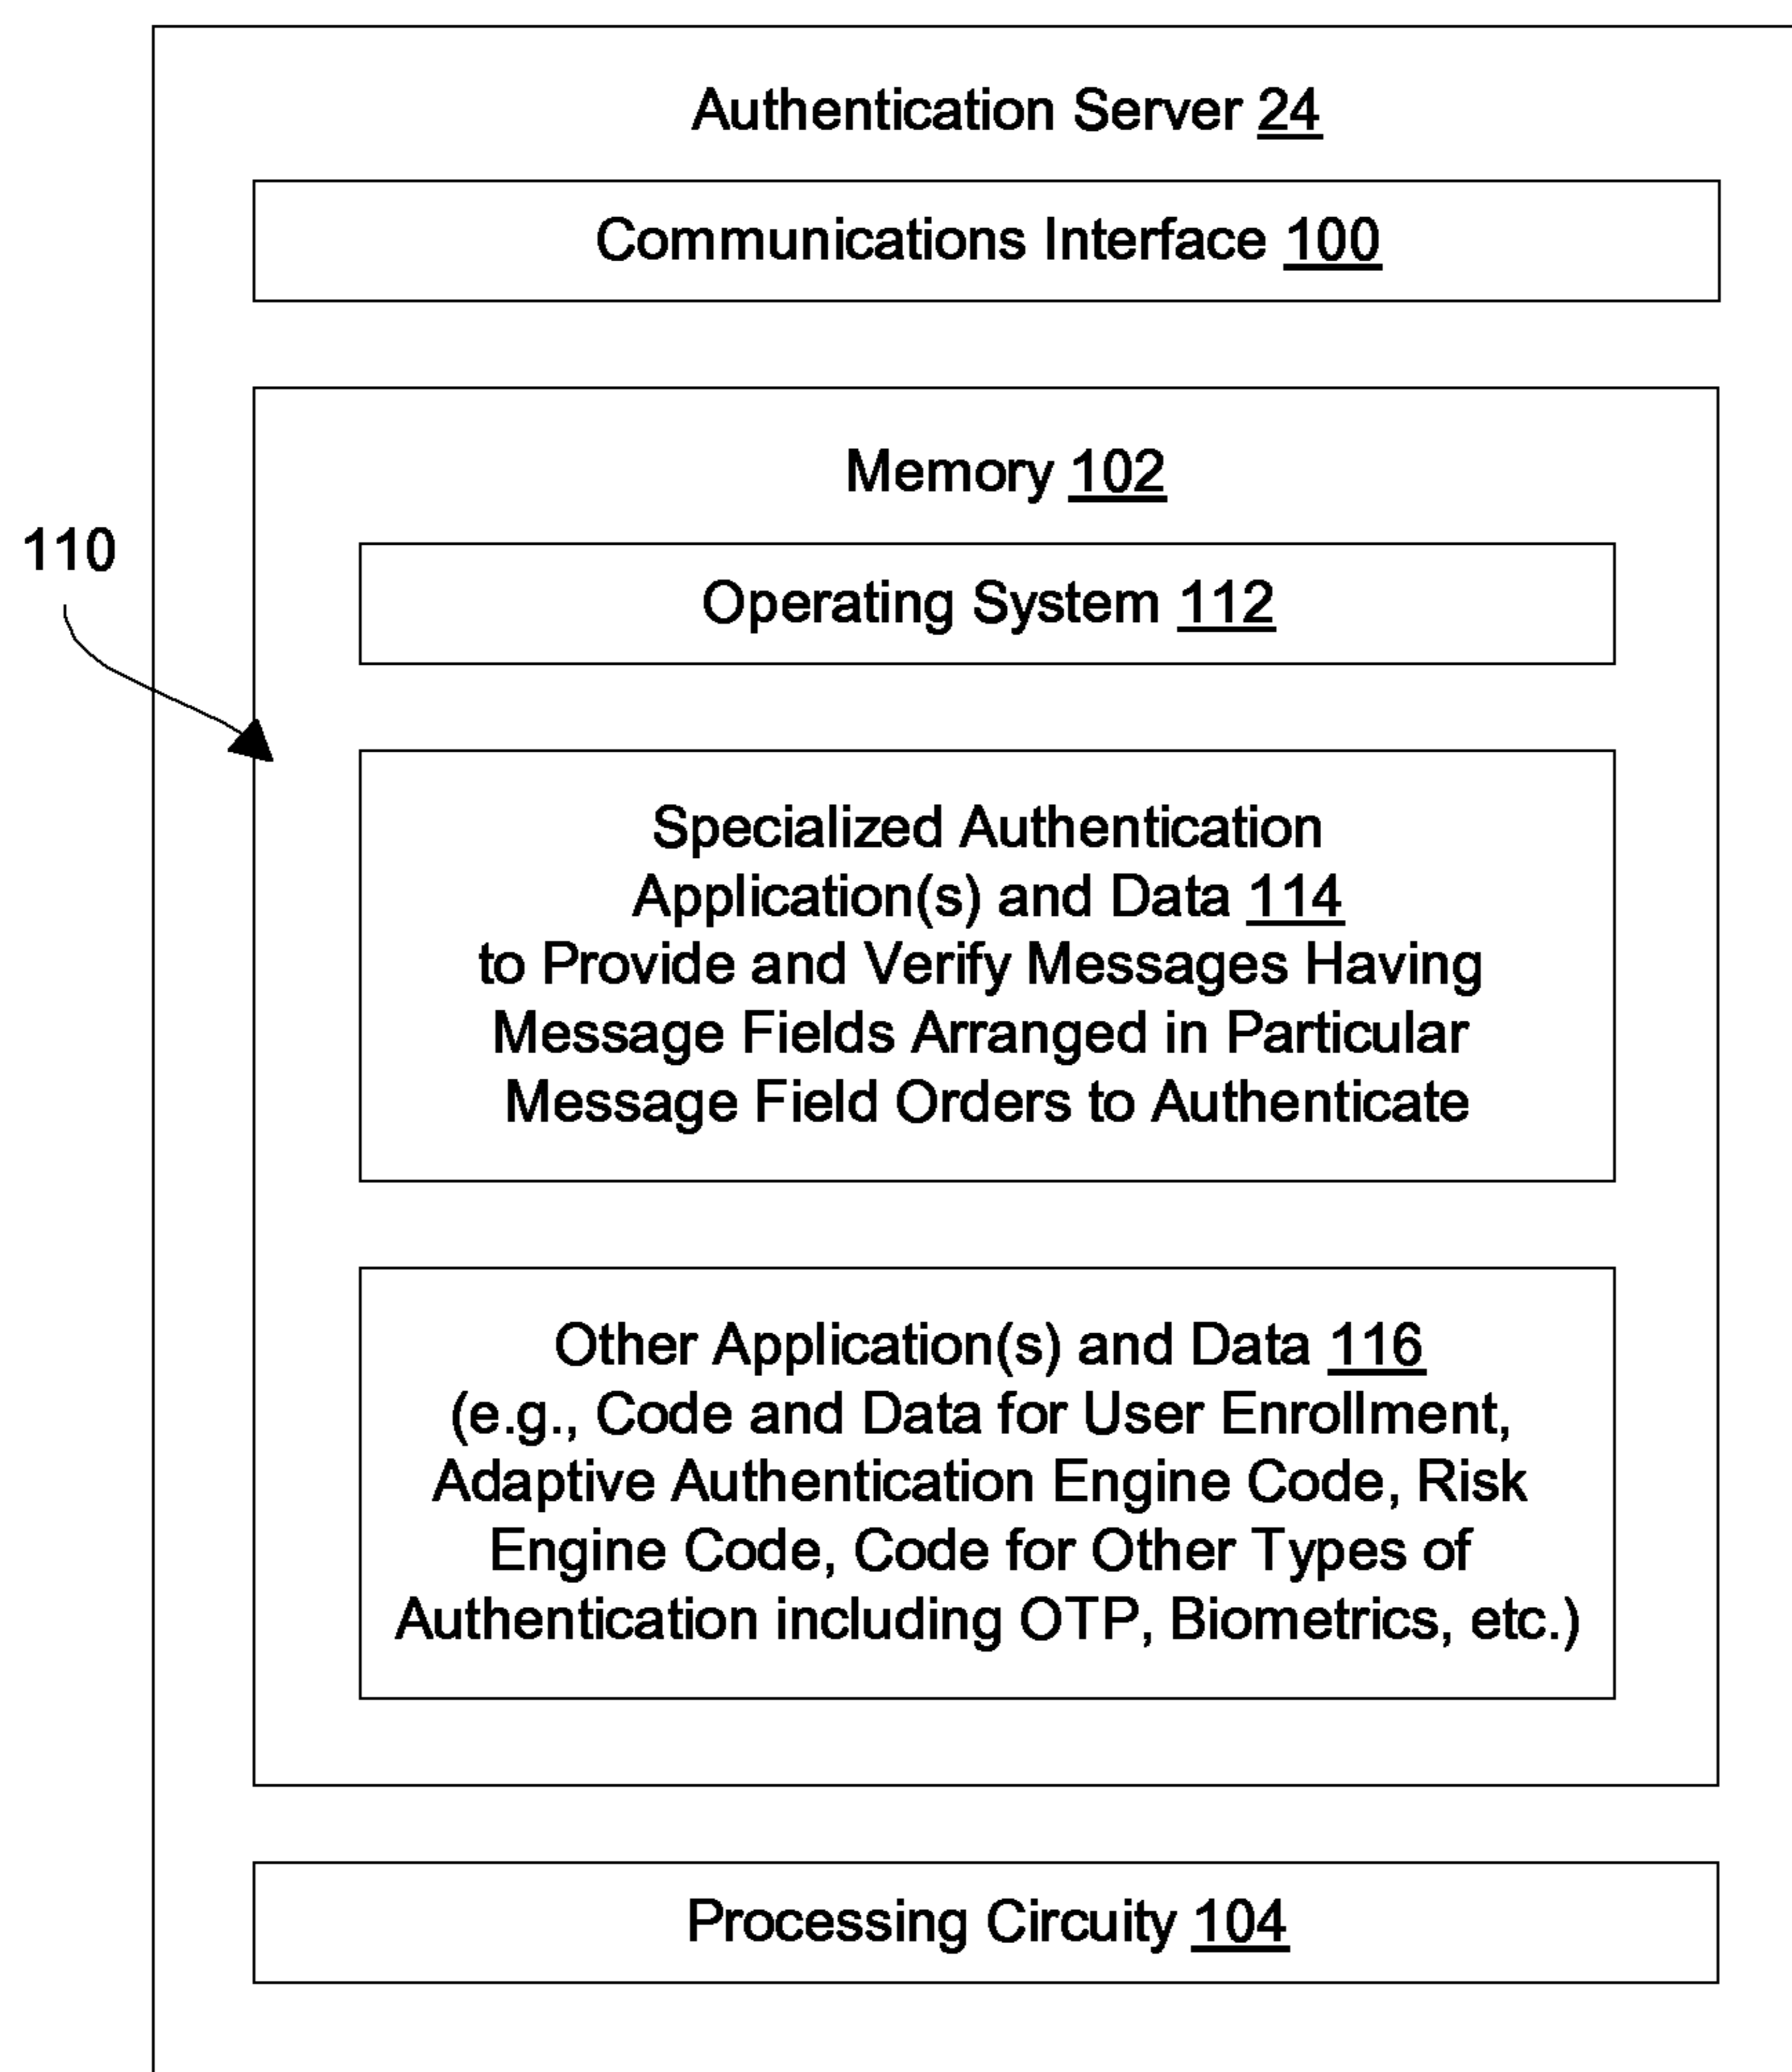 Authentication Server 24
Communications Interface 100
Memory 102
110
Operating System 112
Specialized Authentication
Application(s) and Data 114
to Provide and Verify Messages Having
Message Fields Arranged in Particular
Message Field Orders to Authenticate
Other Application(s) and Data 116
(e.g., Code and Data for User Enrollment,
Adaptive Authentication Engine Code, Risk
Engine Code, Code for Other Types of
Authentication including OTP, Biometrics, etc.)
Processing Circuity 104